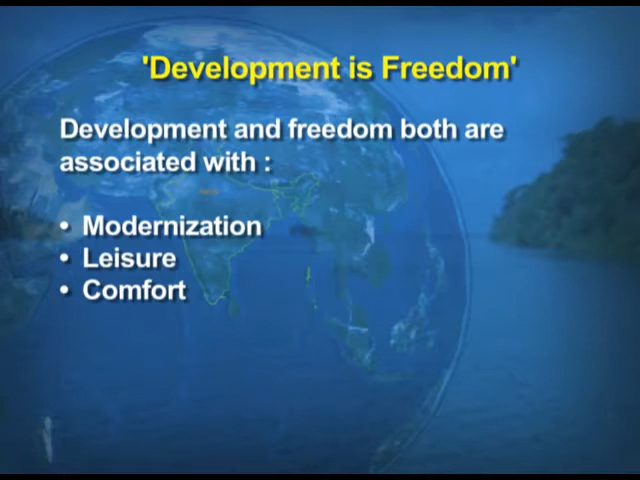 'Development is Freedom'
Development and freedom both are
associated with :
• Modernization
• Leisure
• Comfort